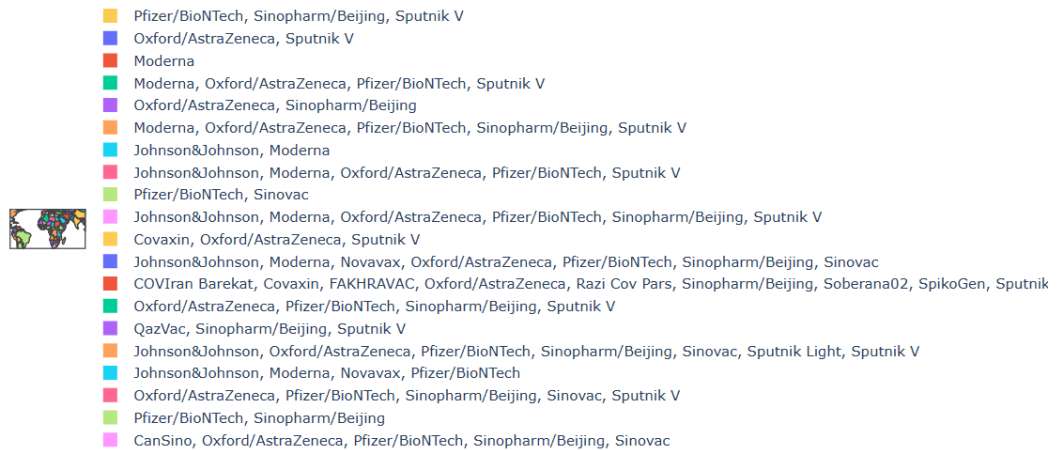 Pfizer/BioNTech, Sinopharm/Beijing, Sputnik V
Oxford/AstraZeneca, Sputnik V
Moderna
Moderna, Oxford/AstraZeneca, Pfizer/BioNTech, Sputnik V
Oxford/AstraZeneca, Sinopharm/Beijing
Moderna, Oxford/AstraZeneca, Pfizer/BioNTech, Sinopharm/Beijing, Sputnik V
Johnson&Johnson, Moderna
Johnson&Johnson, Moderna, Oxford/AstraZeneca, Pfizer/BioNTech, Sputnik V
Pfizer/BioNTech, Sinovac
Johnson&Johnson, Moderna, Oxford/AstraZeneca, Pfizer/BioNTech, Sinopharm/Beijing, Sputnik V
Covaxin, Oxford/AstraZeneca, Sputnik V
Johnson&Johnson, Moderna, Novavax, Oxford/AstraZeneca, Pfizer/BioNTech, Sinopharm/Beijing, Sinovac
COVIran Barekat, Covaxin, FAKHRAVAC, Oxford/AstraZeneca, Razi Cov Pars, Sinopharm/Beijing, Soberana02, SpikoGen, Sputnik
Oxford/AstraZeneca, Pfizer/BioNTech, Sinopharm/Beijing, Sputnik V
QazVac, Sinopharm/Beijing, Sputnik V
Johnson&Johnson, Oxford/AstraZeneca, Pfizer/BioNTech, Sinopharm/Beijing, Sinovac, Sputnik Light, Sputnik V
Johnson&Johnson, Moderna, Novavax, Pfizer/BioNTech
Oxford/AstraZeneca, Pfizer/BioNTech, Sinopharm/Beijing, Sinovac, Sputnik V
Pfizer/BioNTech, Sinopharm/Beijing
CanSino, Oxford/AstraZeneca, Pfizer/BioNTech, Sinopharm/Beijing, Sinovac